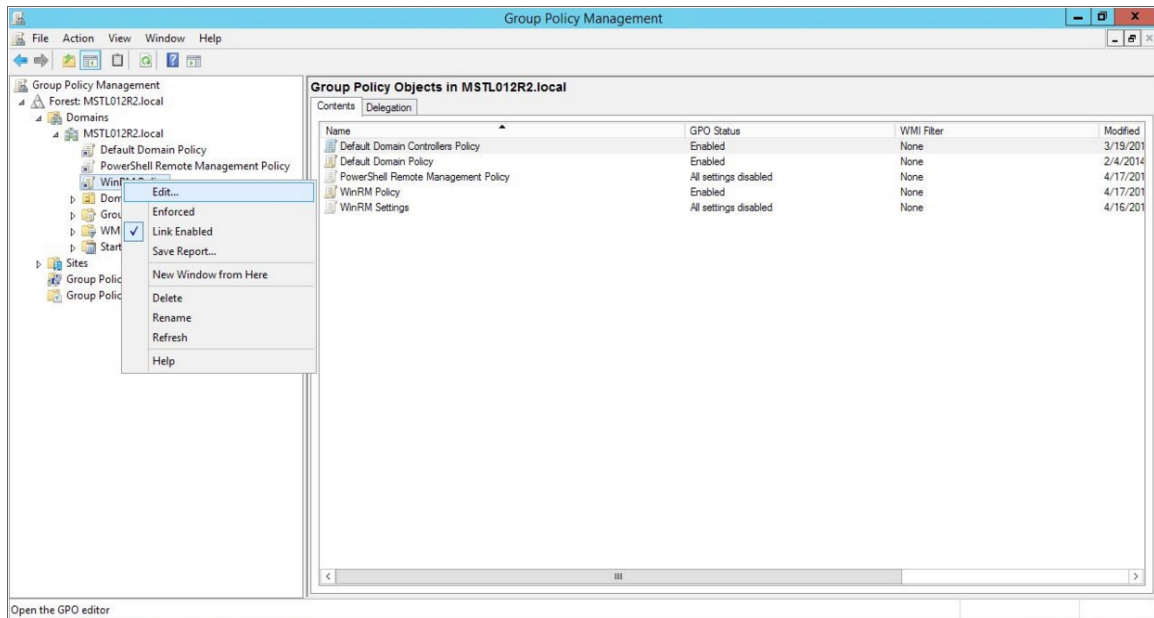 Group Policy Management
File Action View Window Help
Group Policy Management
Forest: MSTL012R2.local
Domains
MSTL012R2.local
Default Domain Policy
PowerShell Remote Management Policy
Sites
Edit...
Enforced
Link Enabled
Save Report...
New Window from Here
Delete
Rename
Refresh
Help
Group Policy Objects in MSTL012R2.local
Contents Delegation
Name GPO Status WMI Filter Modified
Default Domain Controllers Policy Enabled None 3/19/201
Default Domain Policy Enabled None 2/4/2014
PowerShell Remote Management Policy All settings disabled None 4/17/201
WinRM Policy Enabled None 4/17/201
WinRM Settings All settings disabled None 4/16/201
Open the GPO editor